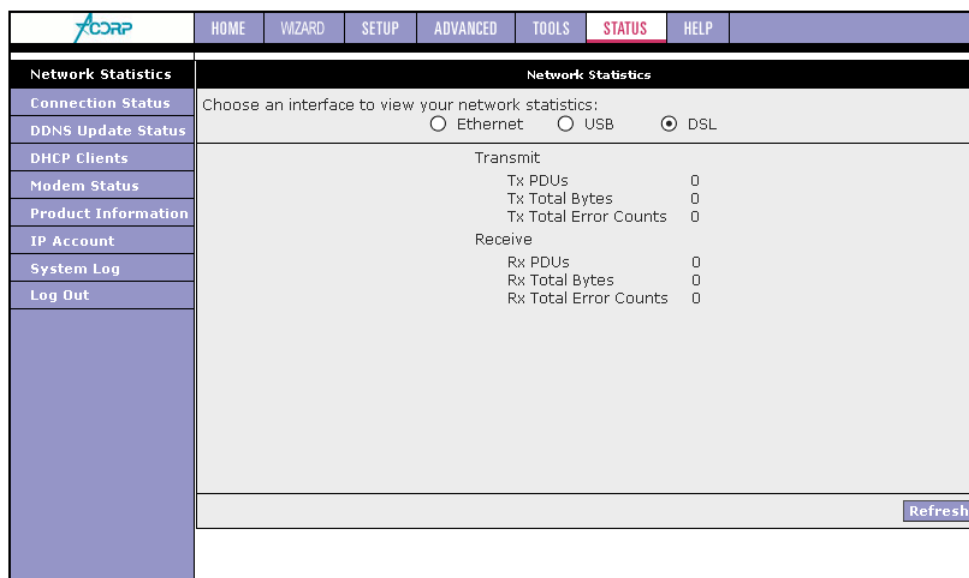 ACORP HOME WIZARD SETUP ADVANCED TOOLS STATUS HELP
Network Statistics
Connection Status
DDNS Update Status
DHCP Clients
Modem Status
Product Information
IP Account
System Log
Log Out
Network Statistics
Choose an interface to view your network statistics:
Ethernet USB DSL
Transmit
Tx PDUs 0
Tx Total Bytes 0
Tx Total Error Counts 0
Receive
Rx PDUs 0
Rx Total Bytes 0
Rx Total Error Counts 0
Refresh